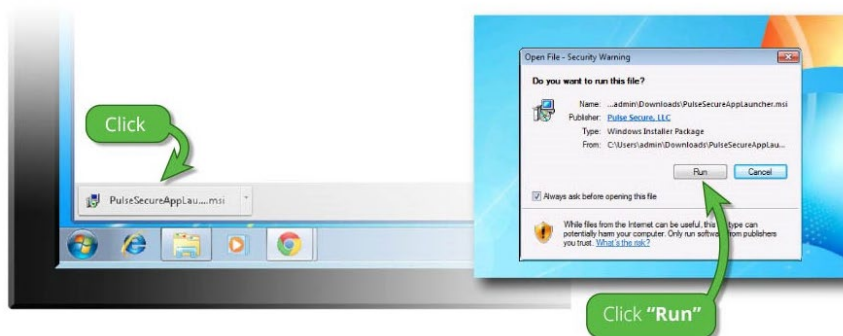 Click
PulseSecureAppLau....msi
Open File - Security Warning
Do you want to run this file?
Name: ...admin\Downloads\PulseSecureAppLauncher.msi
Publisher: Pulse Secure, LLC
Type: Windows Installer Package
From: C:\Users\admin\Downloads\PulseSecureAppLau...
Run Cancel
Always ask before opening this file
While files from the Internet can be useful, this type can
potentially harm your computer. Only run software from publishers
you trust. What's the risk?
Click "Run"